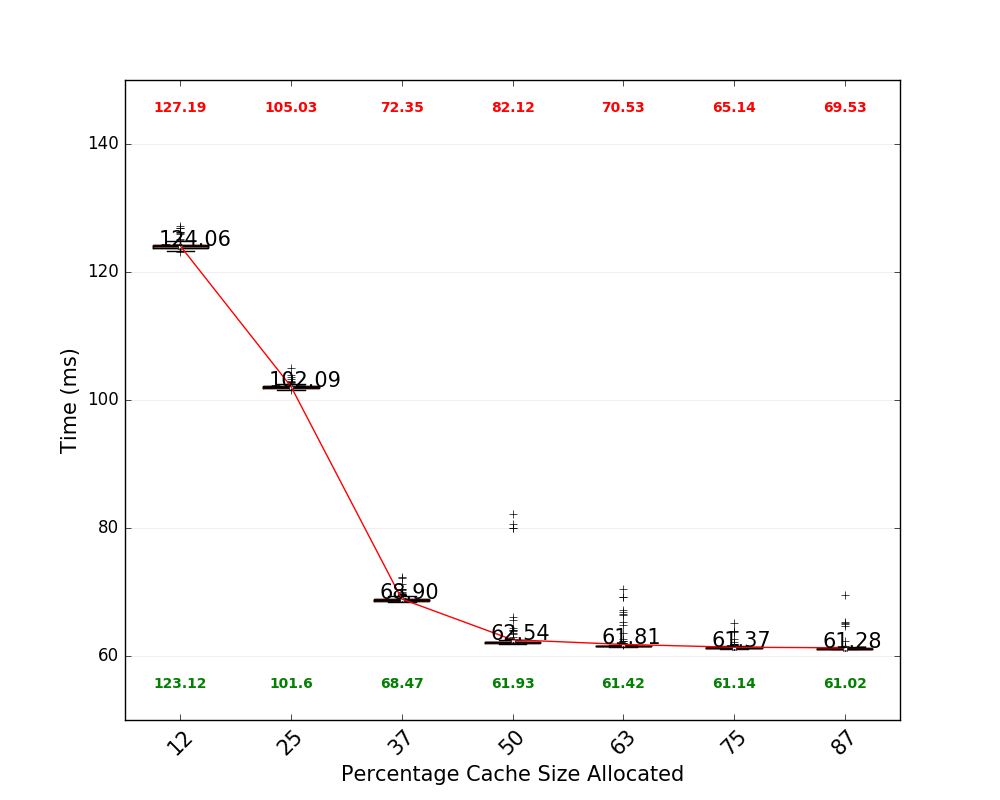 127.19 105.03 72.35 82.12 70.53 65.14 69.53
140
124.06
120
102.09
100
80
68.90
62.54 61.81 61.37 61.28
60
123.12 101.6 68.47 61.93 61.42 61.14 61.02
Time (ms)
12 25 37 50 63 75 87
Percentage Cache Size Allocated